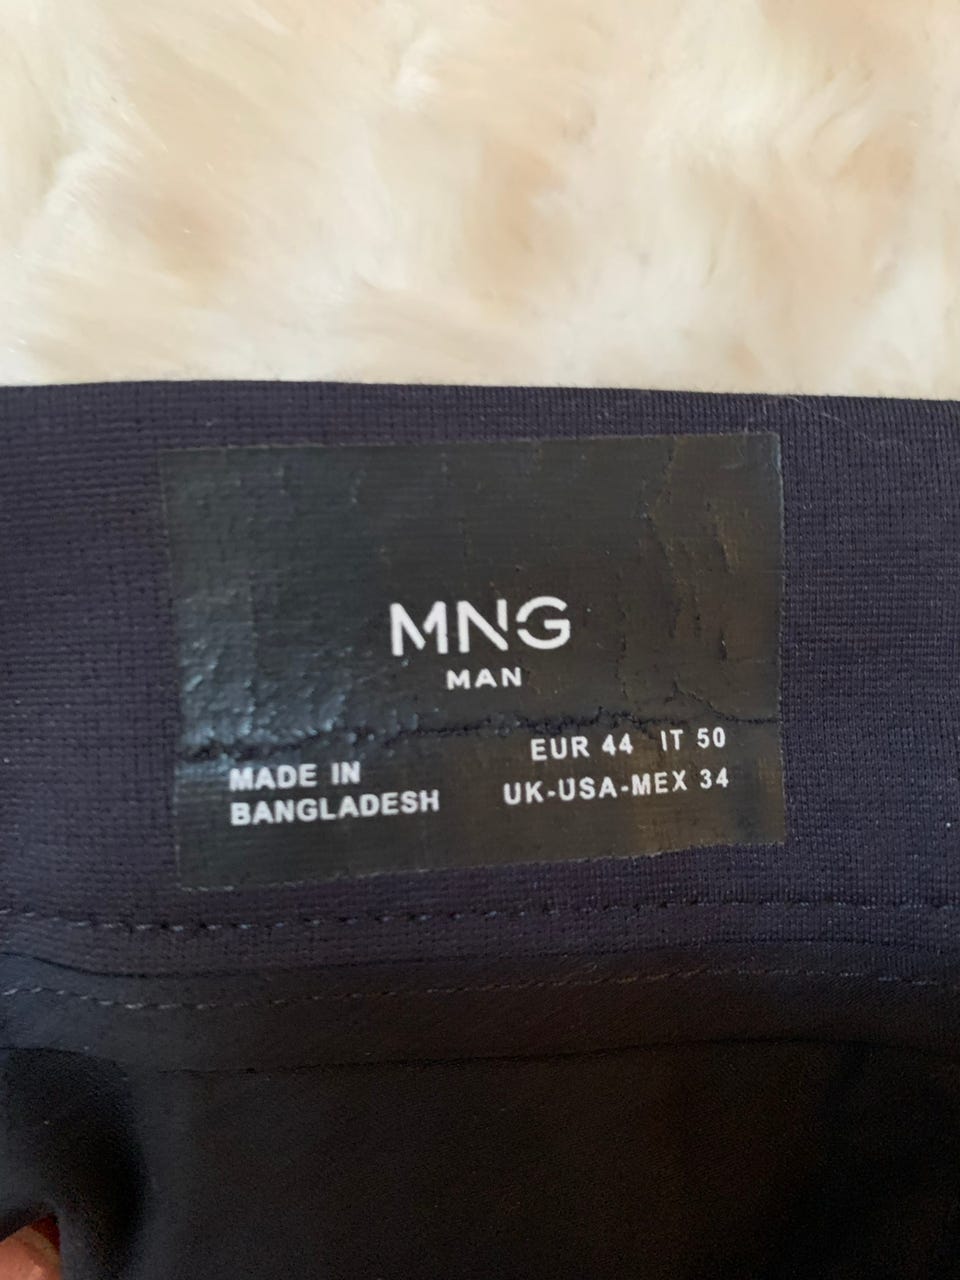 MNG
MAN
MADE IN
BANGLADESH
EUR 44 IT 50
UK-USA-MEX 34